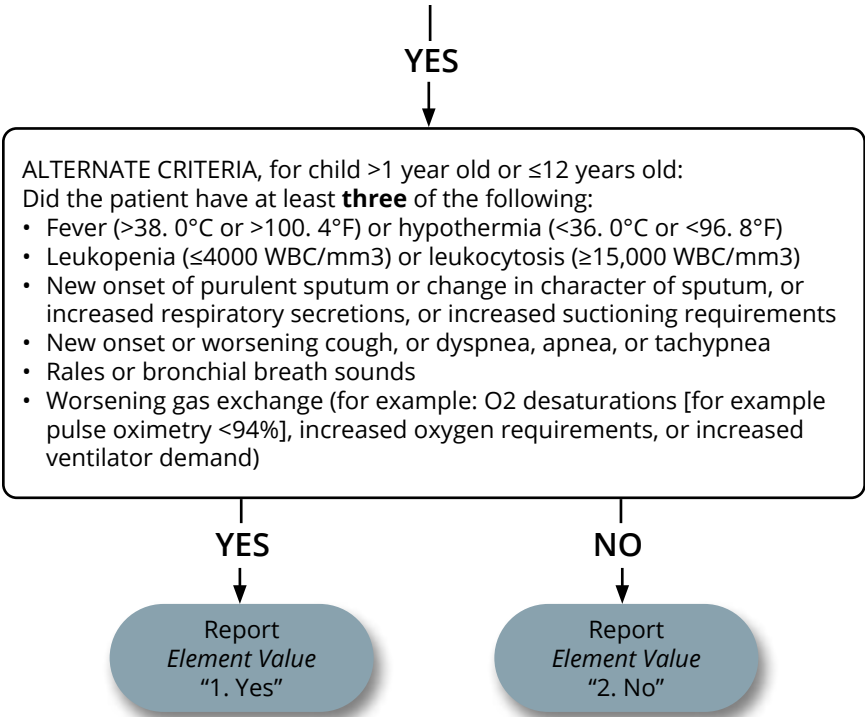 YES
ALTERNATE CRITERIA, for child >1 year old or ≤12 years old:
Did the patient have at least three of the following:
• Fever (>38. 0°C or >100. 4°F) or hypothermia (<36. 0°C or <96. 8°F)
• Leukopenia (≤4000 WBC/mm3) or leukocytosis (≥15,000 WBC/mm3)
• New onset of purulent sputum or change in character of sputum, or
increased respiratory secretions, or increased suctioning requirements
• New onset or worsening cough, or dyspnea, apnea, or tachypnea
• Rales or bronchial breath sounds
• Worsening gas exchange (for example: O2 desaturations [for example
pulse oximetry <94%], increased oxygen requirements, or increased
ventilator demand)
YES
NO
Report
Element Value
“1. Yes”
Report
Element Value
“2. No”